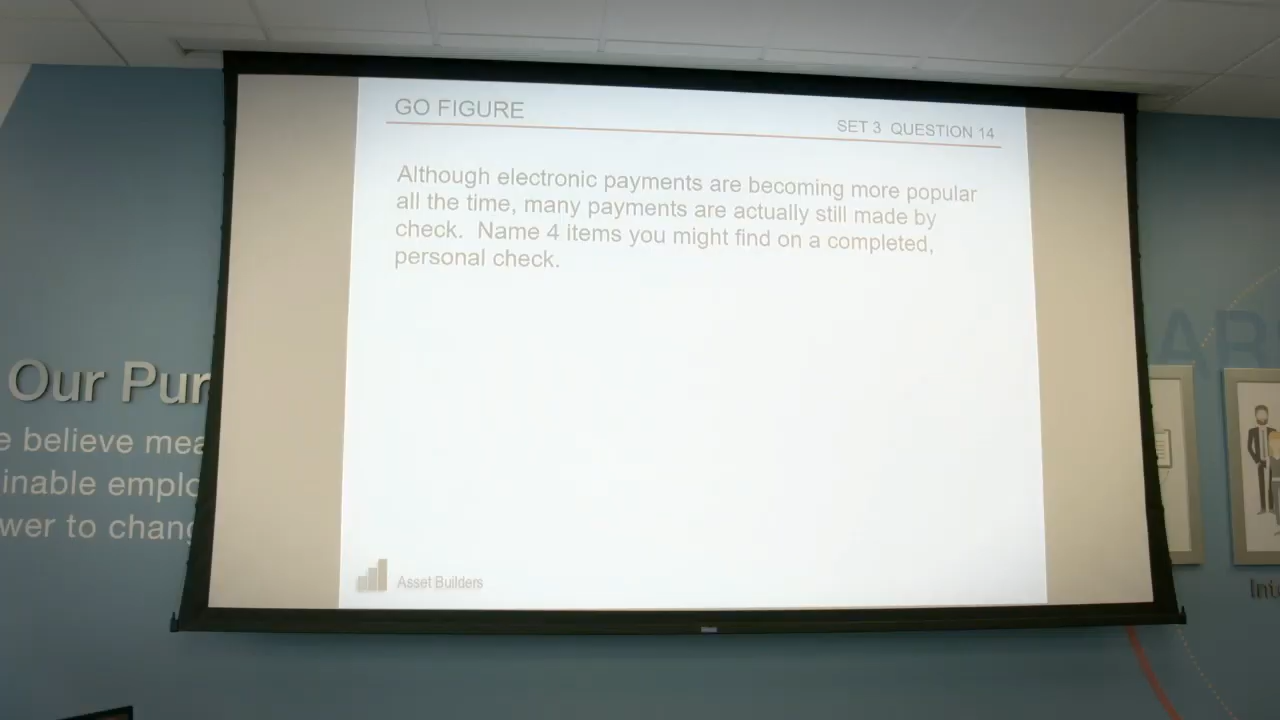 GO FIGURE
SET 3 QUESTION 14
Although electronic payments are becoming more popular
all the time, many payments are actually still made by
check. Name 4 items you might find on a completed,
personal check.
Asset Builders
Our Pur
e believe mea
inable emplo
wer to chang
AR
Int